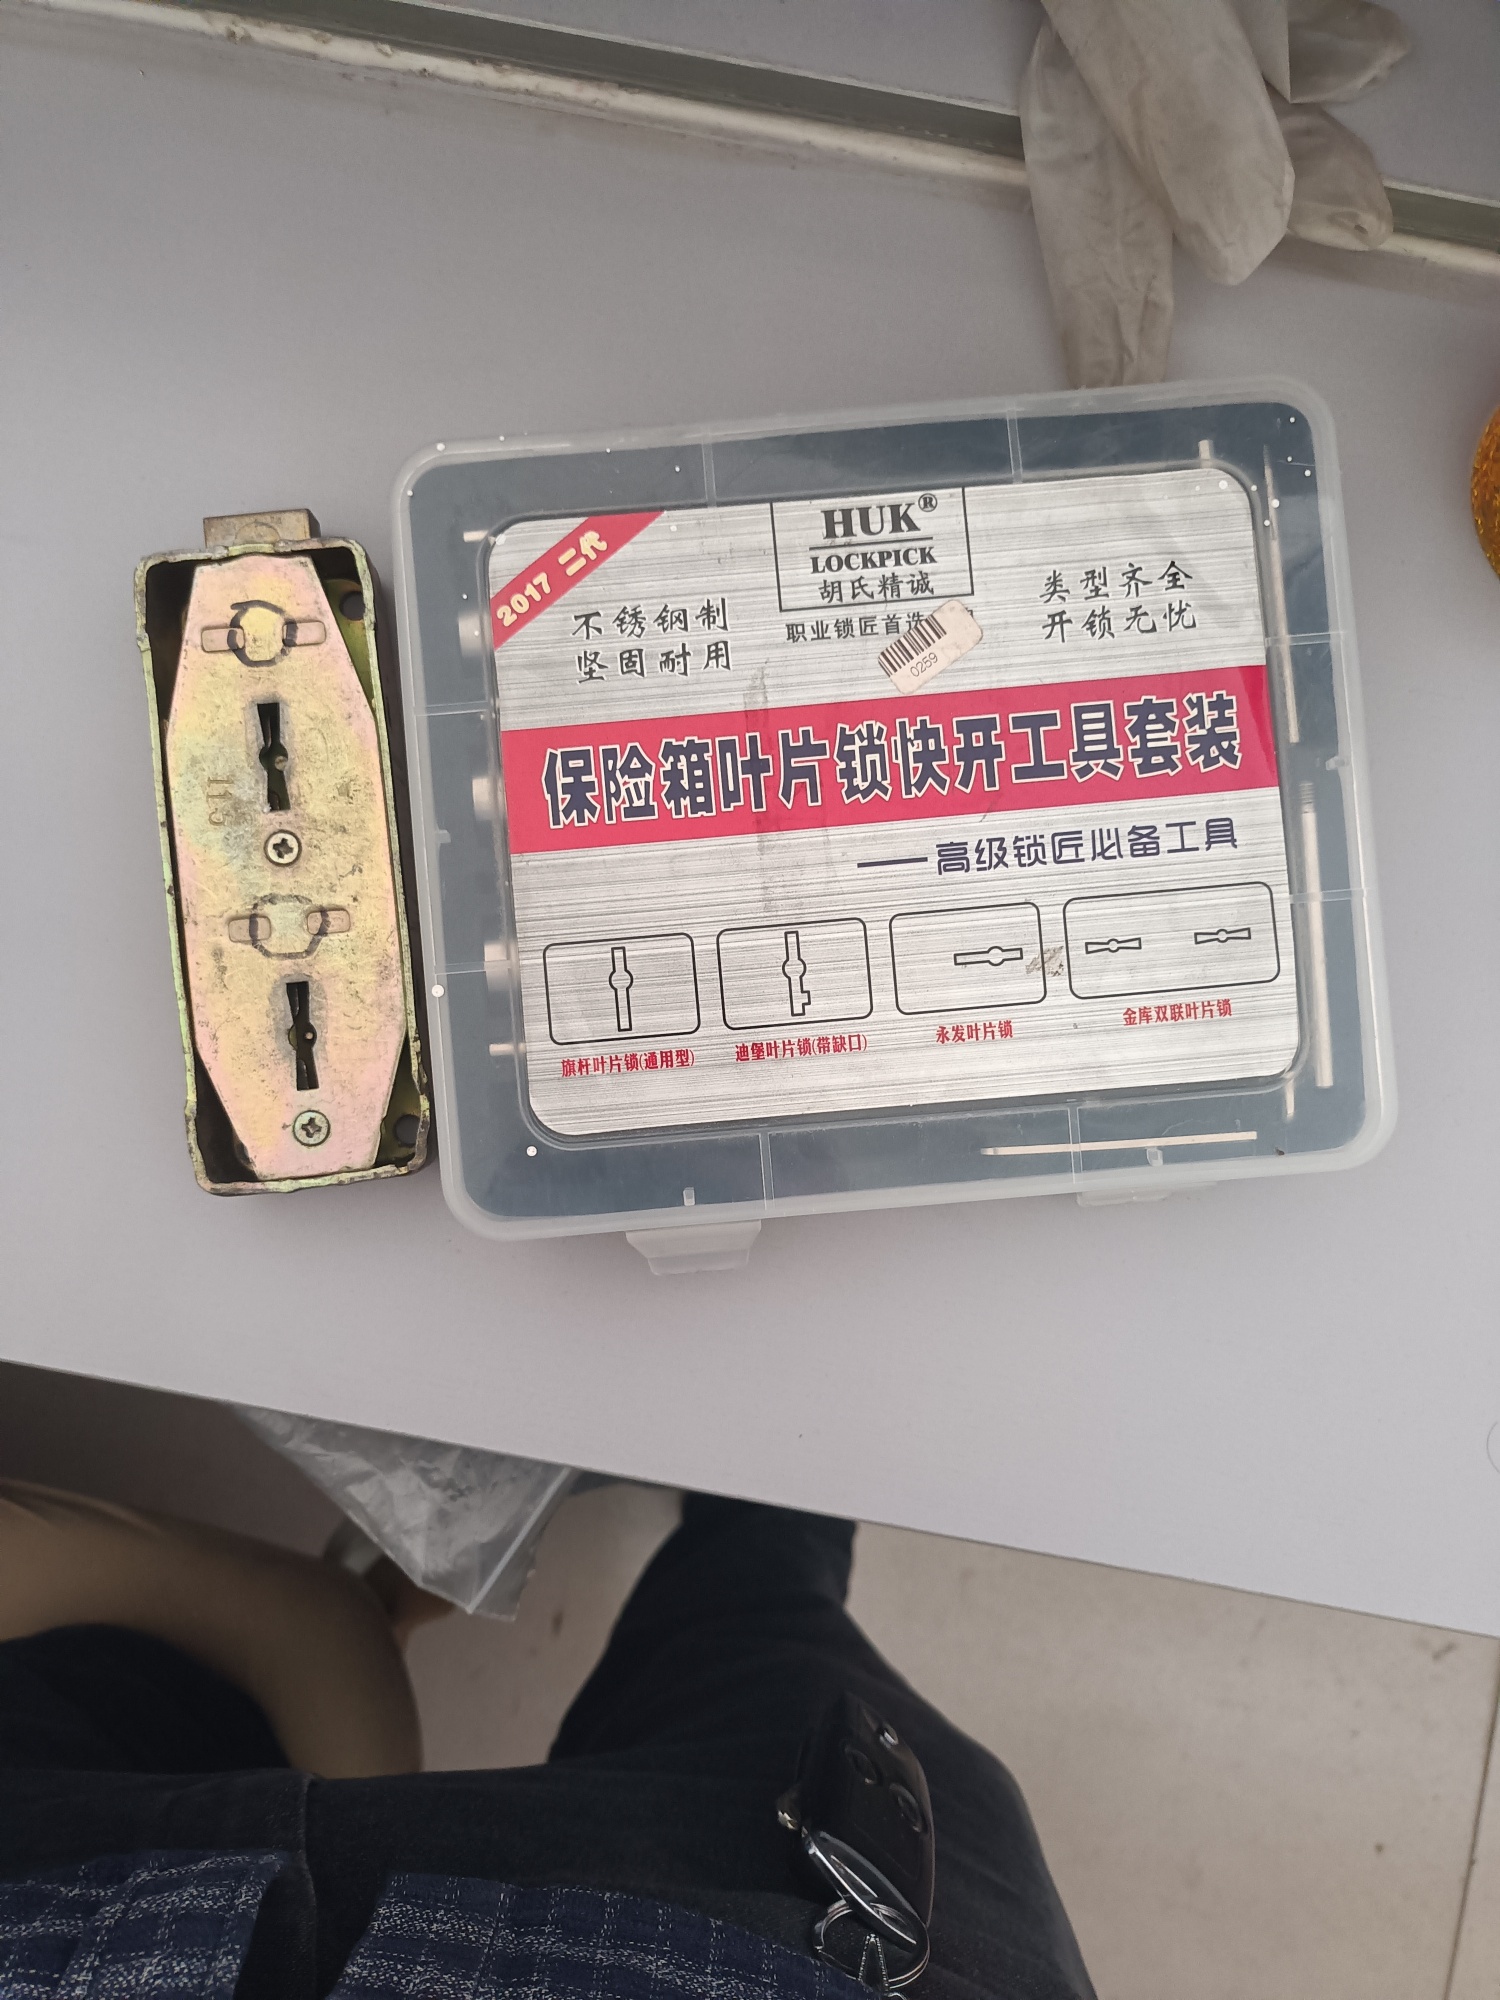 2017 二代
HUK®
LOCKPICK
胡氏精诚
职业锁匠首选
不锈钢制
坚固耐用
类型齐全
开锁无忧
0259
保险箱叶片锁快开工具套装
——高级锁匠必备工具
旗杆叶片锁(通用型)
迪堡叶片锁(带缺口)
永发叶片锁
金库双联叶片锁
115